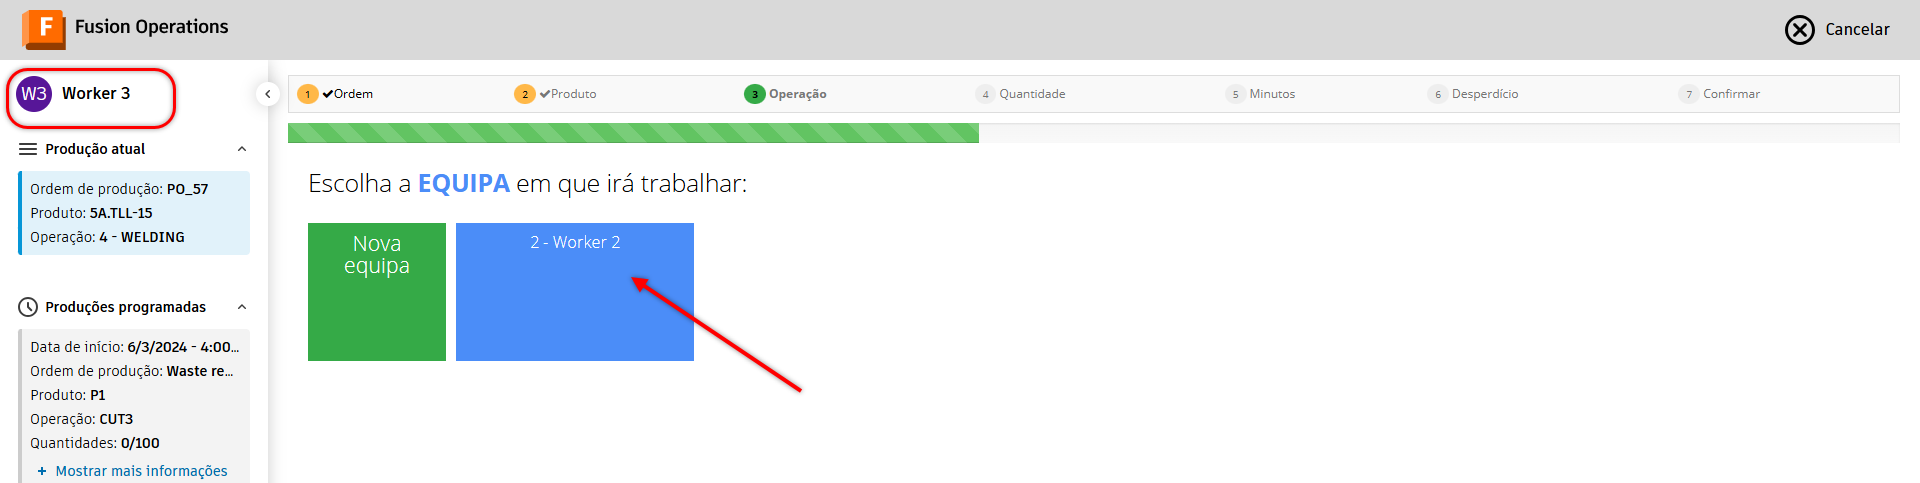 F Fusion Operations
Cancelar
W3 Worker 3
1 Ordem 2 Produto 3 Operação 4 Quantidade 5 Minutos 6 Desperdício 7 Confirmar
Produção atual
Ordem de produção: PO_57
Produto: 5A.TLL-15
Operação: 4 - WELDING
Produções programadas
Data de início: 6/3/2024 - 4:00...
Ordem de produção: Waste re...
Produto: P1
Operação: CUT3
Quantidades: 0/100
+ Mostrar mais informações
Escolha a EQUIPA em que irá trabalhar:
Nova
equipa
2 - Worker 2